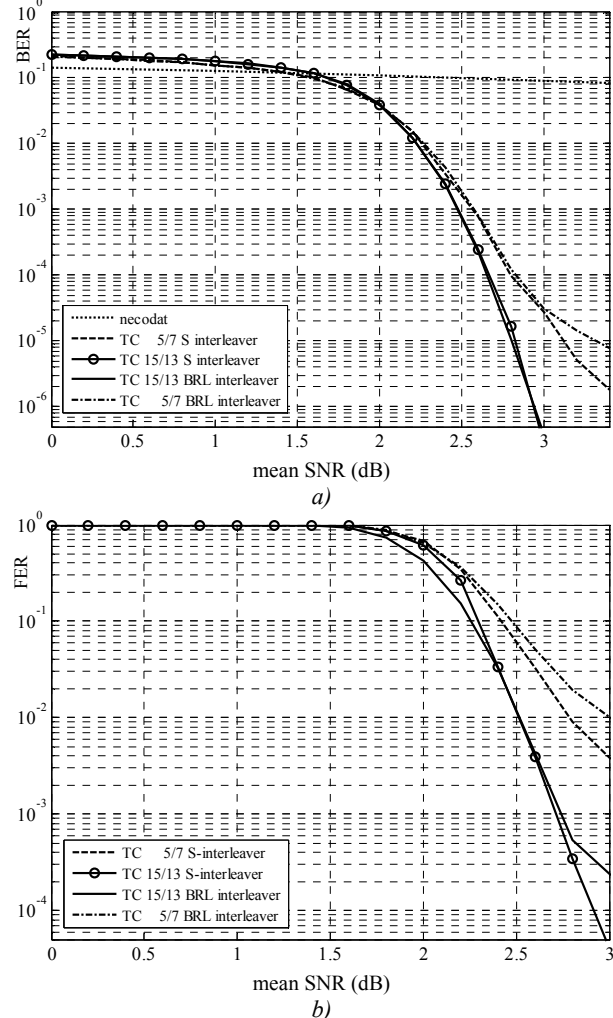 a)
10^0
10^-1
10^-2
10^-3
10^-4
10^-5
10^-6
BER
necodat
TC 5/7 S interleaver
TC 15/13 S interleaver
TC 15/13 BRL interleaver
TC 5/7 BRL interleaver
0 0.5 1 1.5 2 2.5 3
mean SNR (dB)
a)
10^0
10^-1
10^-2
10^-3
10^-4
FER
TC 5/7 S-interleaver
TC 15/13 S-interleaver
TC 15/13 BRL interleaver
TC 5/7 BRL interleaver
0 0.5 1 1.5 2 2.5 3
mean SNR (dB)
b)